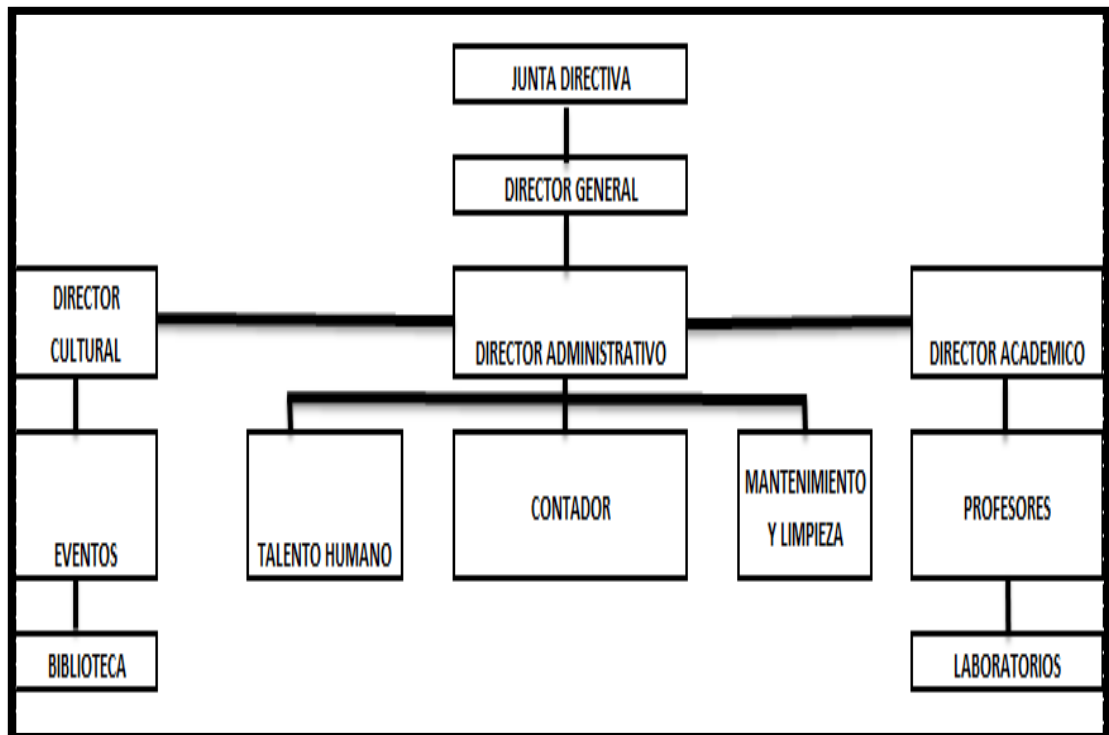 JUNTA DIRECTIVA
DIRECTOR GENERAL
DIRECTOR
CULTURAL
DIRECTOR ADMINISTRATIVO
DIRECTOR ACADEMICO
EVENTOS
TALENTO HUMANO
CONTADOR
MANTENIMIENTO
Y LIMPIEZA
PROFESORES
BIBLIOTECA
LABORATORIOS